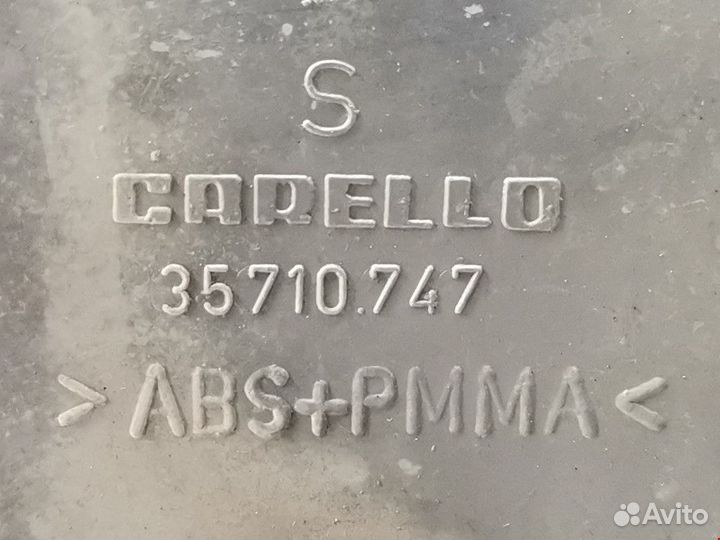 S
CARELLO
35710.747
>ABS+PMMA<
Avito